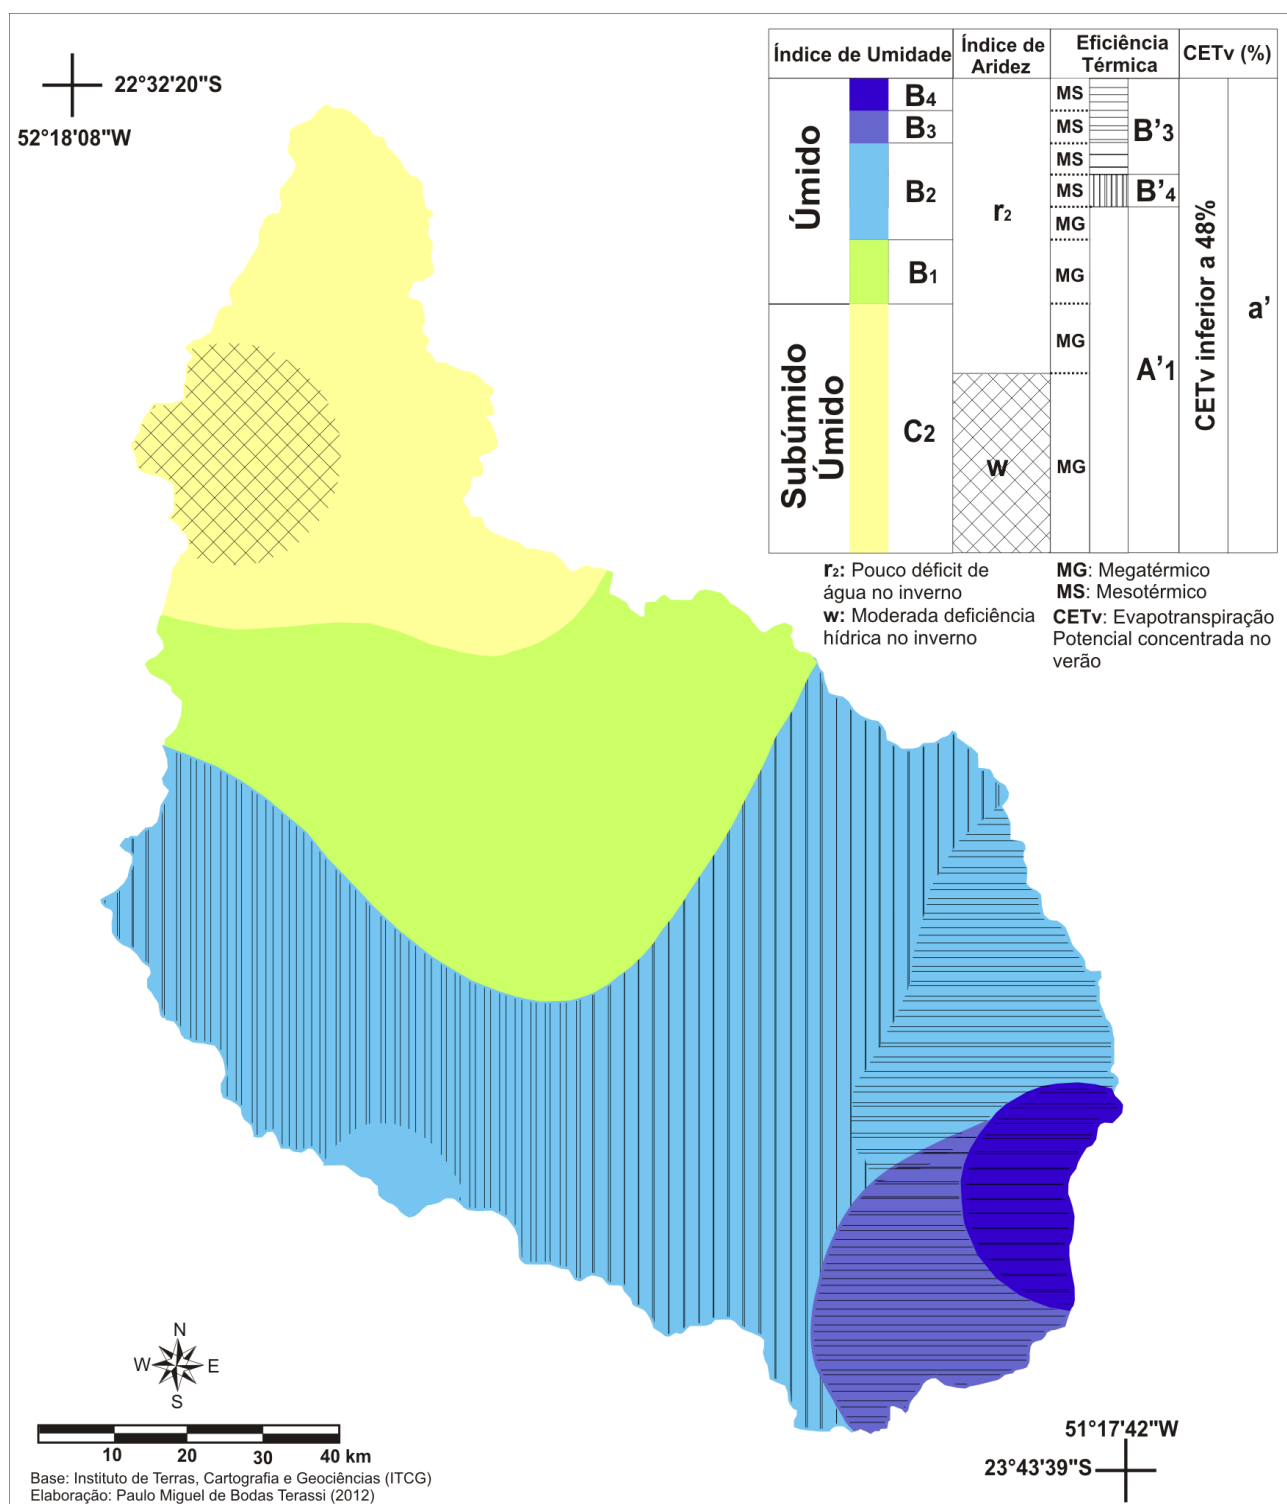 22°32'20"S
52°18'08"W
Índice de Umidade
Índice de
Aridez
Eficiência
Térmica
CETv (%)
Úmido
Subúmido
Úmido
B4
B3
B2
B1
C2
r2
w
MS
MS
MS
MS
MG
MG
MG
MG
B'3
B'4
A'1
CETv inferior a 48%
a'
r2: Pouco déficit de
água no inverno
w: Moderada deficiência
hídrica no inverno
MG: Megatérmico
MS: Mesotérmico
CETv: Evapotranspiração
Potencial concentrada no
verão
N
W
E
S
10
20
30
40 km
Base: Instituto de Terras, Cartografia e Geociências (ITCG)
Elaboração: Paulo Miguel de Bodas Terassi (2012)
51°17'42"W
23°43'39"S